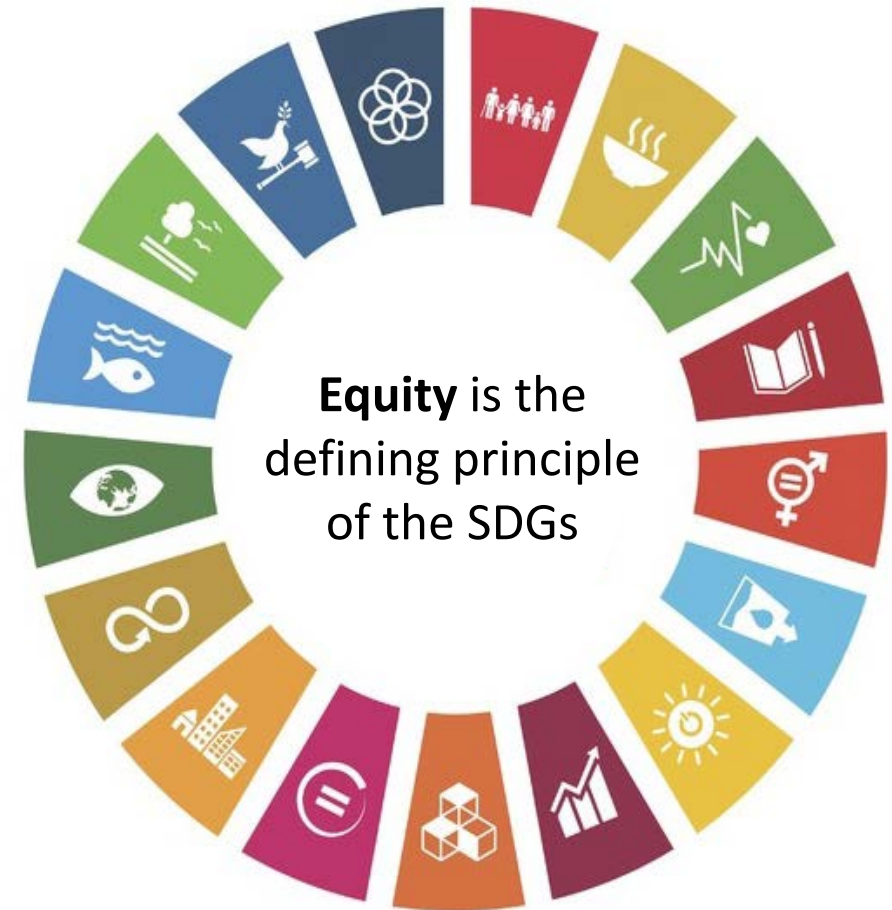 Equity is the
defining principle
of the SDGs